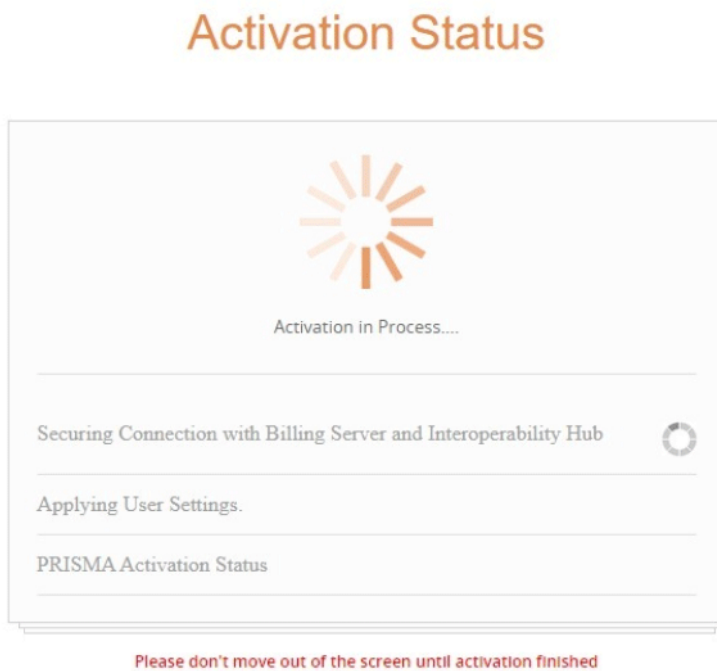 Activation Status
Activation in Process....
Securing Connection with Billing Server and Interoperability Hub
Applying User Settings.
PRISMA Activation Status
Please don't move out of the screen until activation finished